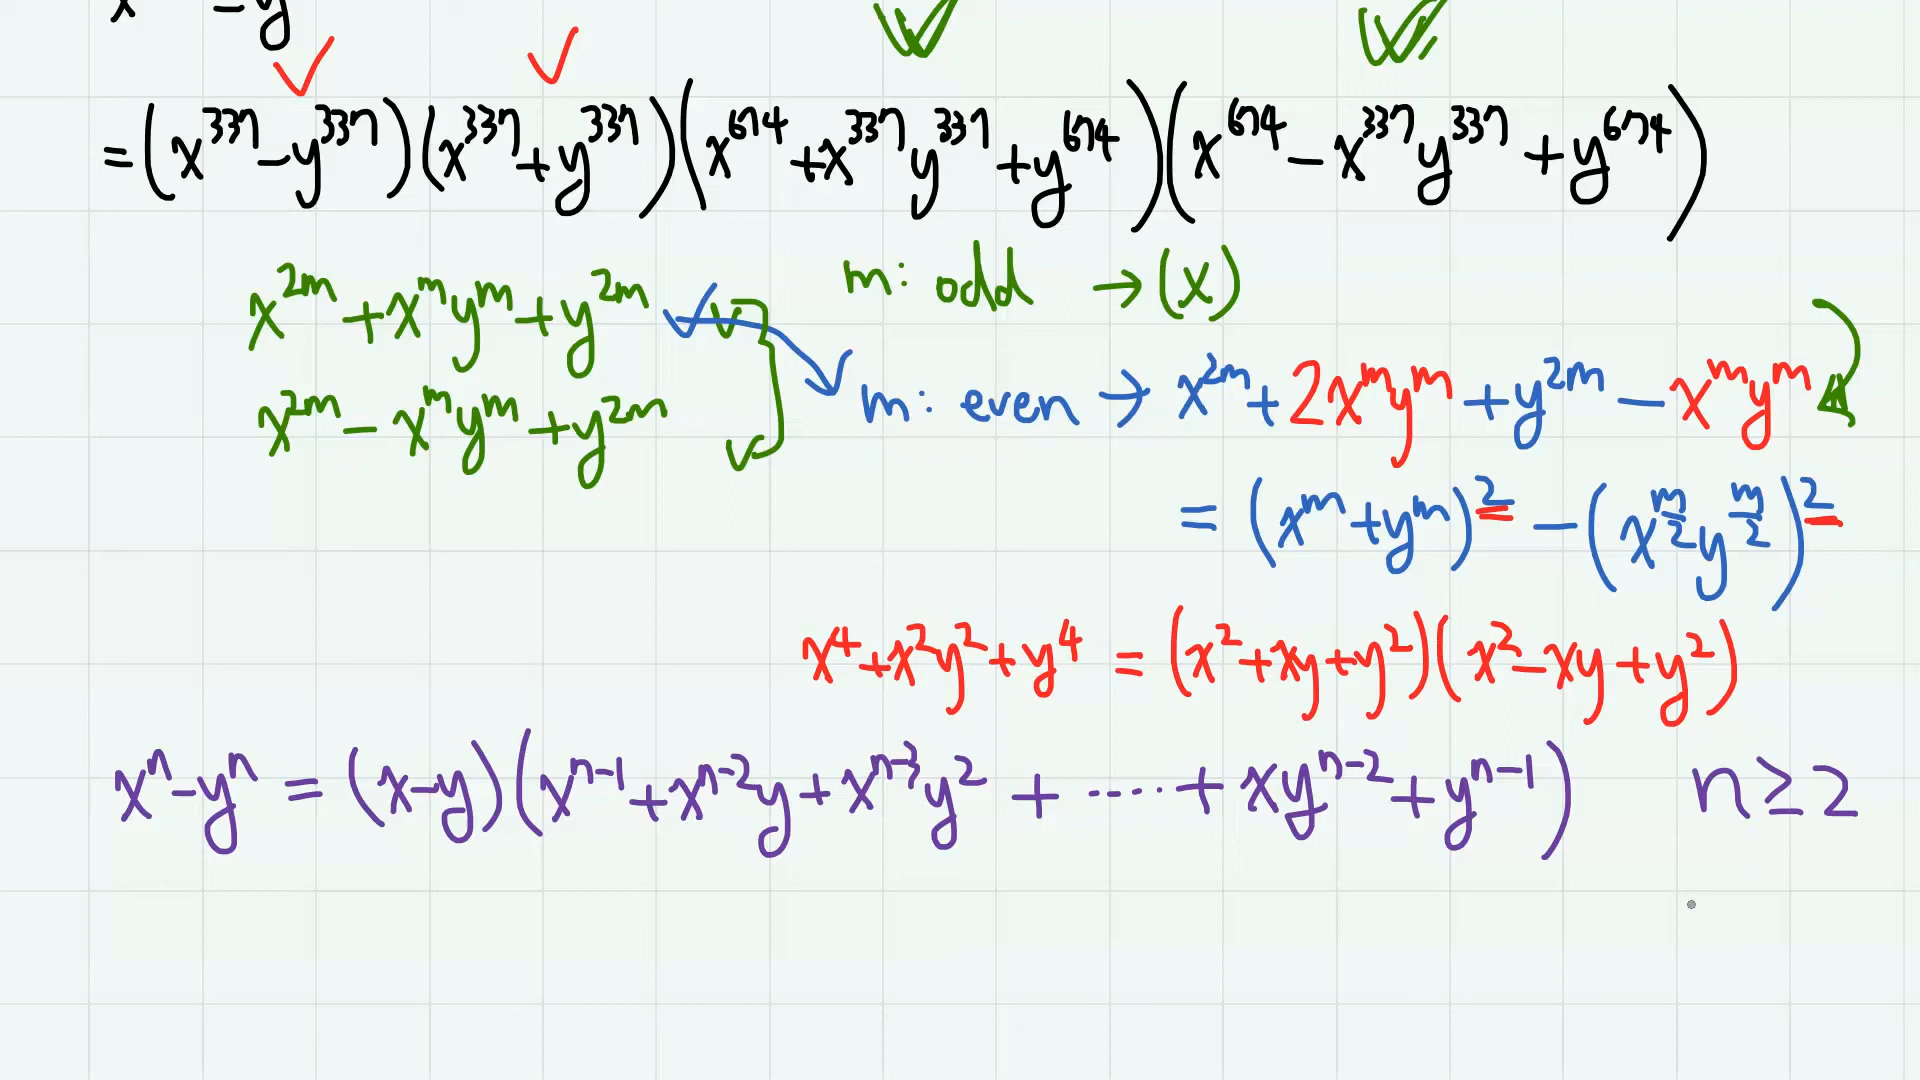 x - y
= (x^337 - y^337)(x^337 + y^337)(x^674 + x^337 y^337 + y^674)(x^674 - x^337 y^337 + y^674)
x^2m + x^m y^m + y^2m
x^2m - x^m y^m + y^2m
m: odd → (x)
m: even → x^2m + 2x^m y^m + y^2m - x^m y^m
= (x^m + y^m)^2 - (x^(m/2) y^(m/2))^2
x^4 + x^2y^2 + y^4 = (x^2 + xy + y^2)(x^2 - xy + y^2)
x^n - y^n = (x-y)(x^(n-1) + x^(n-2)y + x^(n-3)y^2 + ····· + xy^(n-2) + y^(n-1)) n ≥ 2